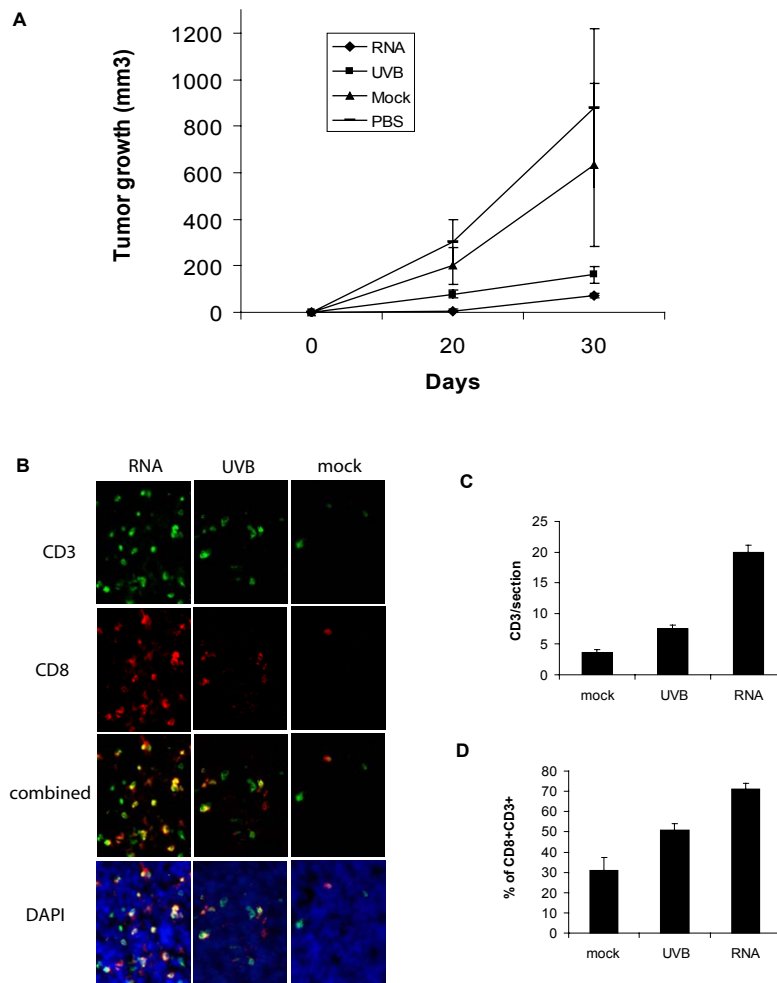 A
Tumor growth (mm3)
1200
1000
800
600
400
200
0
RNA
UVB
Mock
PBS
0 20 30
Days
B
RNA UVB mock
CD3
CD8
combined
DAPI
C
CD3/section
25
20
15
10
5
0
mock UVB RNA
D
% of CD8+CD3+
80
70
60
50
40
30
20
10
0
mock UVB RNA